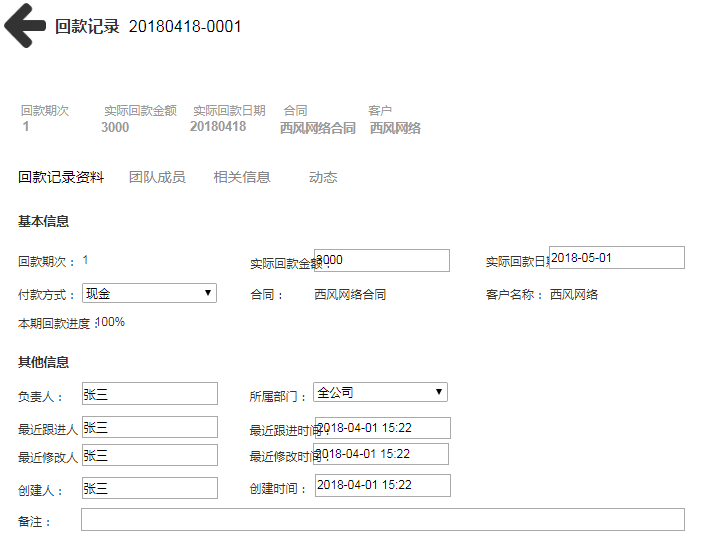 回款记录 20180418-0001
回款期次 实际回款金额 实际回款日期 合同 客户
1 3000 20180418 西风网络合同 西风网络
回款记录资料 团队成员 相关信息 动态
基本信息
回款期次： 1 实际回款金额： 3000 实际回款日 2018-05-01
付款方式： 现金 合同： 西风网络合同 客户名称： 西风网络
本期回款进度： 100%
其他信息
负责人： 张三 所属部门： 全公司
最近跟进人 张三 最近跟进时间： 2018-04-01 15:22
最近修改人 张三 最近修改时间： 2018-04-01 15:22
创建人： 张三 创建时间： 2018-04-01 15:22
备注：